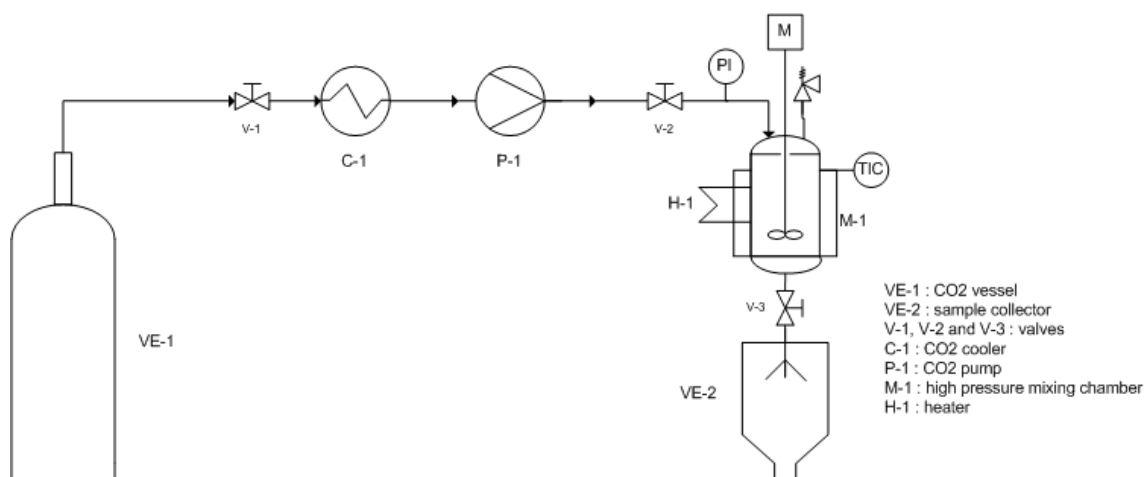 M
PI
V-1
V-2
C-1
P-1
TIC
H-1
M-1
V-3
VE-1
VE-2
VE-1 : CO2 vessel
VE-2 : sample collector
V-1, V-2 and V-3 : valves
C-1 : CO2 cooler
P-1 : CO2 pump
M-1 : high pressure mixing chamber
H-1 : heater